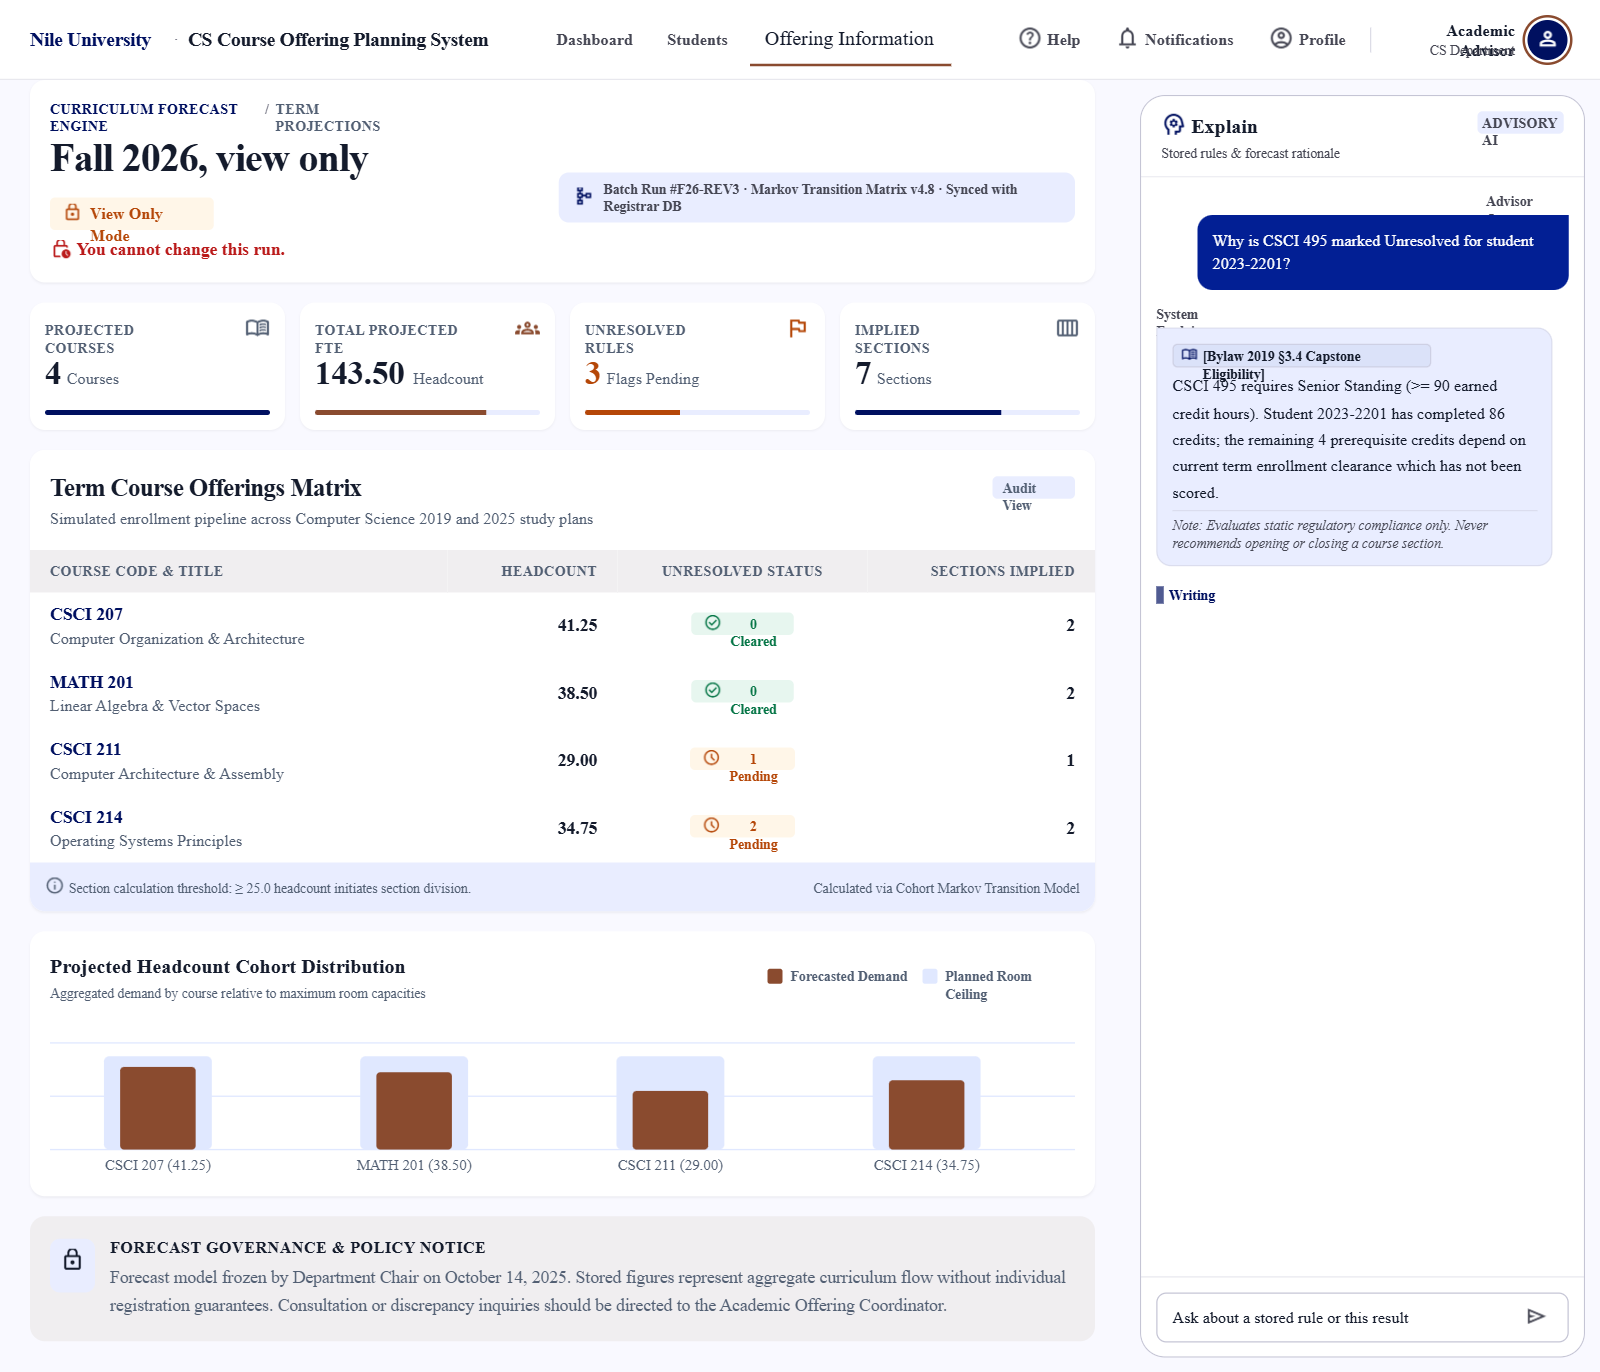 Nile University · CS Course Offering Planning System
Dashboard
Students
Offering Information
Help
Notifications
Profile
Academic
Advisor
CS Department
CURRICULUM FORECAST
ENGINE
/ TERM
PROJECTIONS
Fall 2026, view only
View Only
Mode
You cannot change this run.
Batch Run #F26-REV3 · Markov Transition Matrix v4.8 · Synced with
Registrar DB
PROJECTED
COURSES
4 Courses
TOTAL PROJECTED
FTE
143.50 Headcount
UNRESOLVED
RULES
3 Flags Pending
IMPLIED
SECTIONS
7 Sections
Term Course Offerings Matrix
Simulated enrollment pipeline across Computer Science 2019 and 2025 study plans
Audit
View
COURSE CODE & TITLE HEADCOUNT UNRESOLVED STATUS SECTIONS IMPLIED
CSCI 207
Computer Organization & Architecture
41.25
0
Cleared
2
MATH 201
Linear Algebra & Vector Spaces
38.50
0
Cleared
2
CSCI 211
Computer Architecture & Assembly
29.00
1
Pending
1
CSCI 214
Operating Systems Principles
34.75
2
Pending
2
Section calculation threshold: ≥ 25.0 headcount initiates section division.
Calculated via Cohort Markov Transition Model
Projected Headcount Cohort Distribution
Aggregated demand by course relative to maximum room capacities
Forecasted Demand
Planned Room
Ceiling
CSCI 207 (41.25)
MATH 201 (38.50)
CSCI 211 (29.00)
CSCI 214 (34.75)
FORECAST GOVERNANCE & POLICY NOTICE
Forecast model frozen by Department Chair on October 14, 2025. Stored figures represent aggregate curriculum flow without individual
registration guarantees. Consultation or discrepancy inquiries should be directed to the Academic Offering Coordinator.
Explain
Stored rules & forecast rationale
ADVISORY
AI
Advisor
Why is CSCI 495 marked Unresolved for student
2023-2201?
System
[Bylaw 2019 §3.4 Capstone
Eligibility]
CSCI 495 requires Senior Standing (>= 90 earned
credit hours). Student 2023-2201 has completed 86
credits; the remaining 4 prerequisite credits depend on
current term enrollment clearance which has not been
scored.
Note: Evaluates static regulatory compliance only. Never
recommends opening or closing a course section.
Writing
Ask about a stored rule or this result